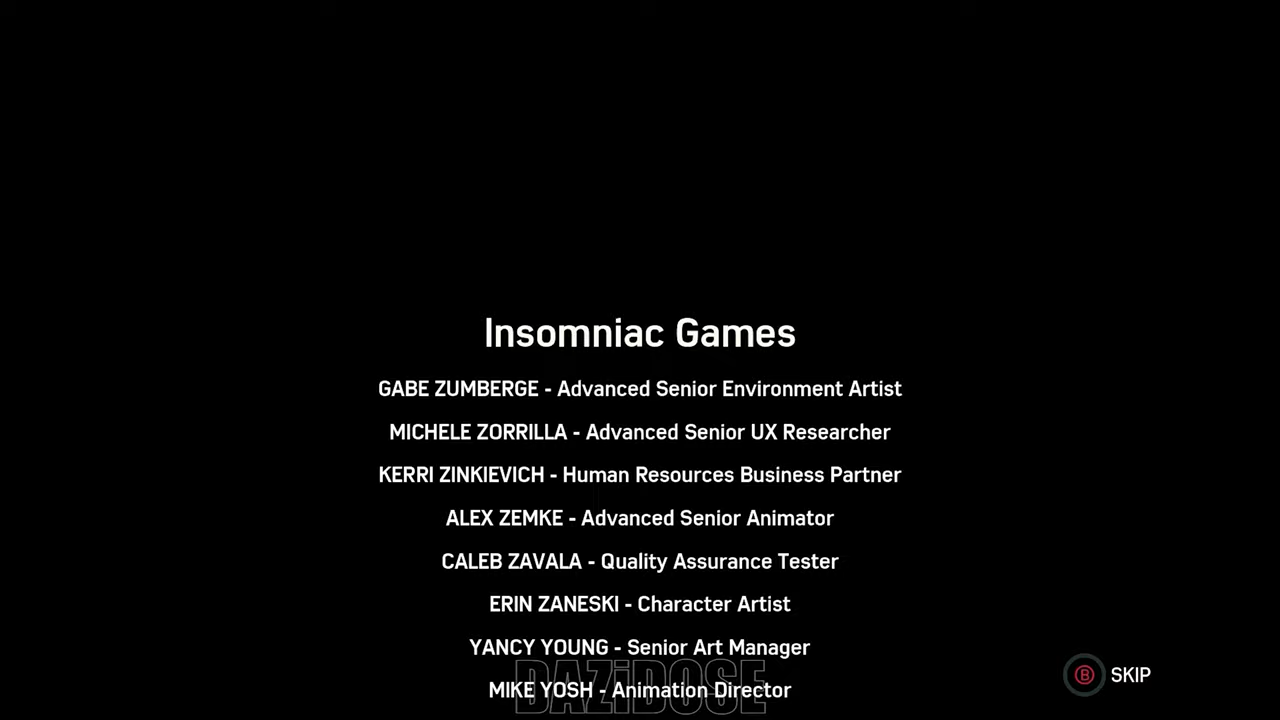 Insomniac Games
GABE ZUMBERGE - Advanced Senior Environment Artist
MICHELE ZORRILLA - Advanced Senior UX Researcher
KERRI ZINKIEVICH - Human Resources Business Partner
ALEX ZEMKE - Advanced Senior Animator
CALEB ZAVALA - Quality Assurance Tester
ERIN ZANESKI - Character Artist
YANCY YOUNG - Senior Art Manager
DAZiDOSE
MIKE YOSH - Animation Director
B SKIP